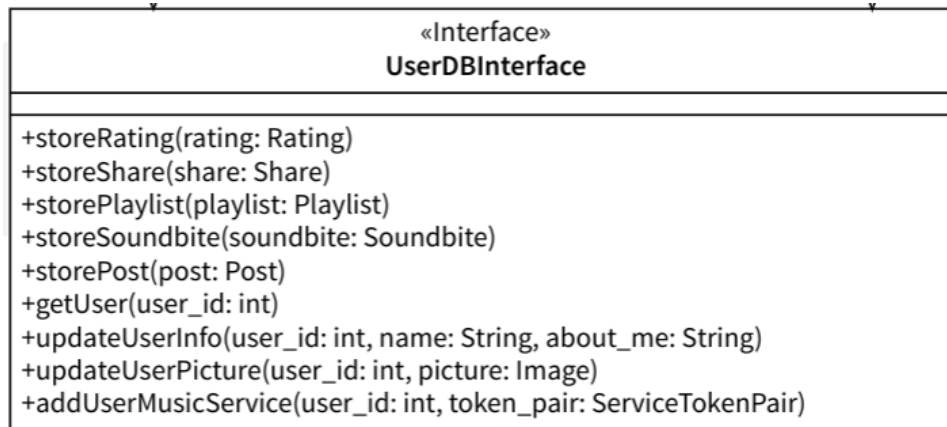 «Interface»
UserDBInterface
+storeRating(rating: Rating)
+storeShare(share: Share)
+storePlaylist(playlist: Playlist)
+storeSoundbite(soundbite: Soundbite)
+storePost(post: Post)
+getUser(user_id: int)
+updateUserInfo(user_id: int, name: String, about_me: String)
+updateUserPicture(user_id: int, picture: Image)
+addUserMusicService(user_id: int, token_pair: ServiceTokenPair)